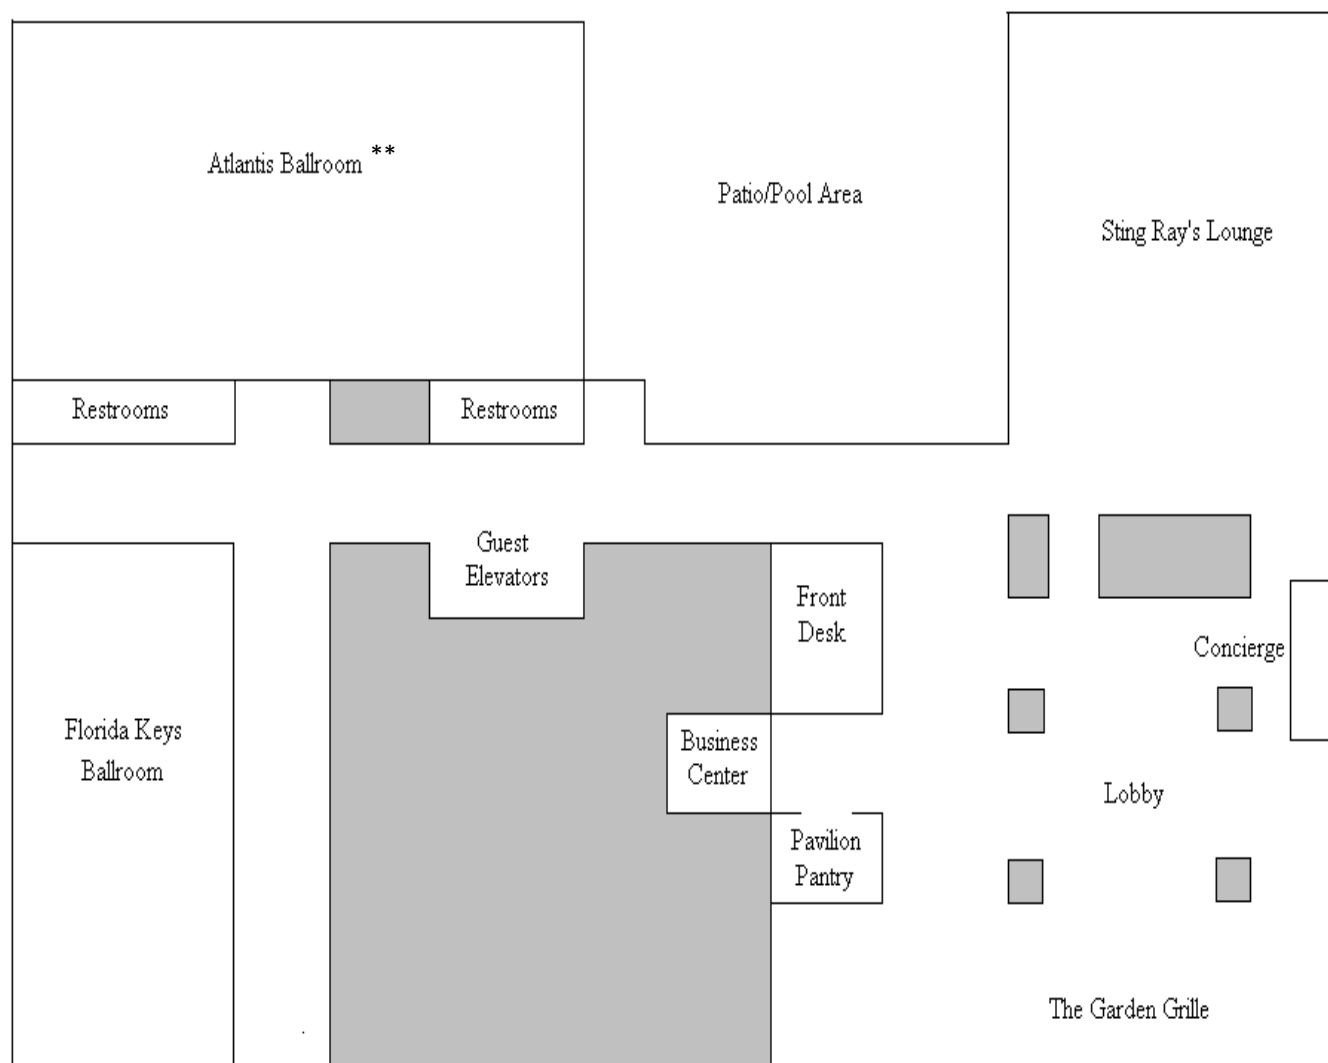 Atlantis Ballroom **
Patio/Pool Area
Sting Ray's Lounge
Restrooms
Restrooms
Guest
Elevators
Front
Desk
Concierge
Florida Keys
Ballroom
Business
Center
Lobby
Pavilion
Pantry
The Garden Grille